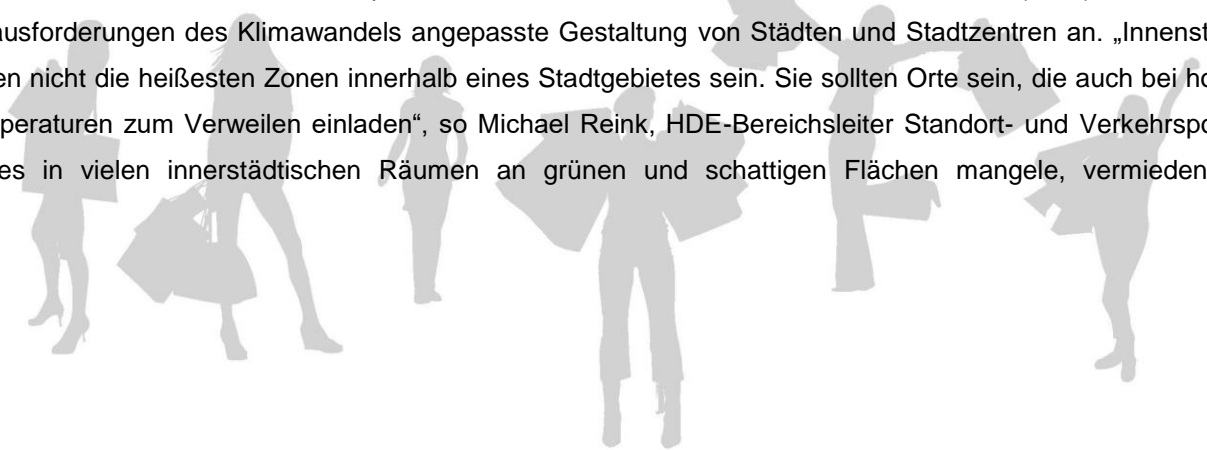 ausforderungen des Klimawandels angepasste Gestaltung von Städten und Stadtzentren an. „Innenst
en nicht die heißesten Zonen innerhalb eines Stadtgebietes sein. Sie sollten Orte sein, die auch bei ho
peraturen zum Verweilen einladen“, so Michael Reink, HDE-Bereichsleiter Standort- und Verkehrspo
es in vielen innerstädtischen Räumen an grünen und schattigen Flächen mangele, vermieden